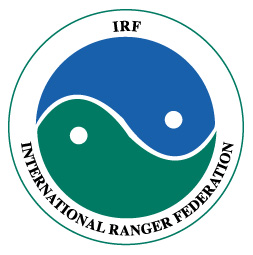 IRF
INTERNATIONAL RANGER FEDERATION